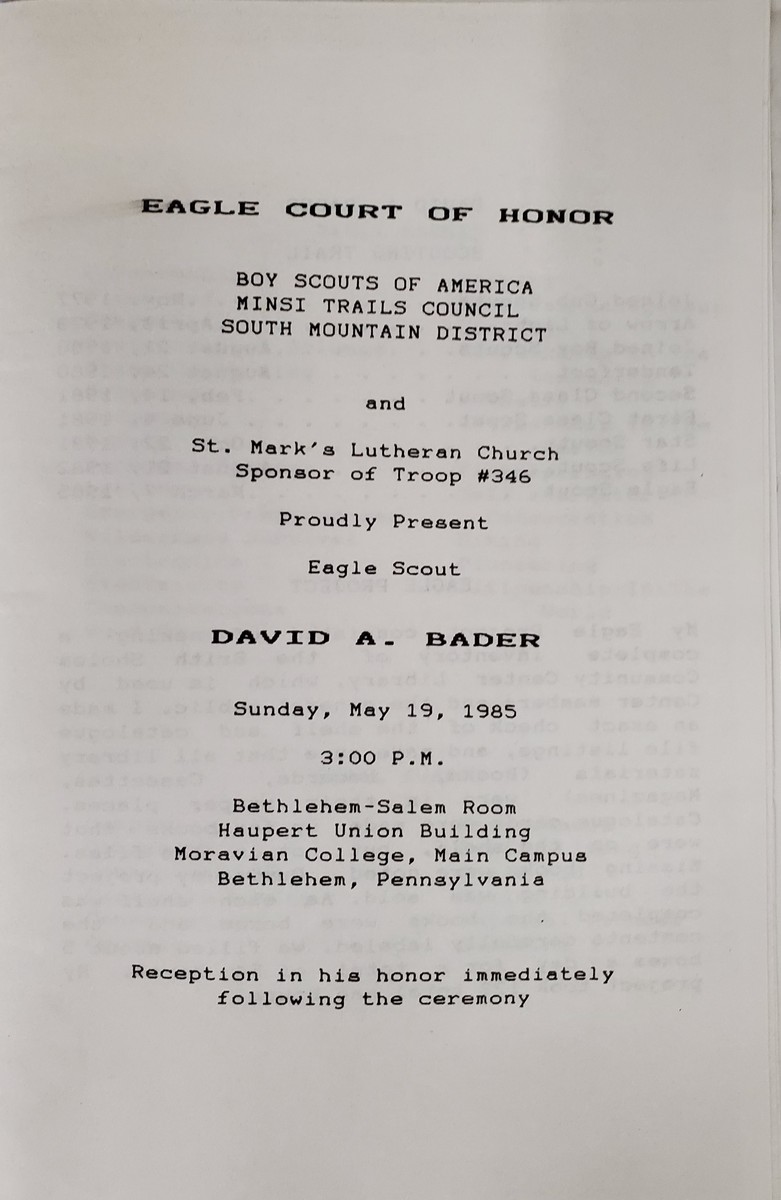 EAGLE COURT OF HONOR
BOY SCOUTS OF AMERICA
MINSI TRAILS COUNCIL
SOUTH MOUNTAIN DISTRICT
and
St. Mark's Lutheran Church
Sponsor of Troop #346
Proudly Present
Eagle Scout
DAVID A. BADER
Sunday, May 19, 1985
3:00 P.M.
Bethlehem-Salem Room
Haupert Union Building
Moravian College, Main Campus
Bethlehem, Pennsylvania
Reception in his honor immediately
following the ceremony